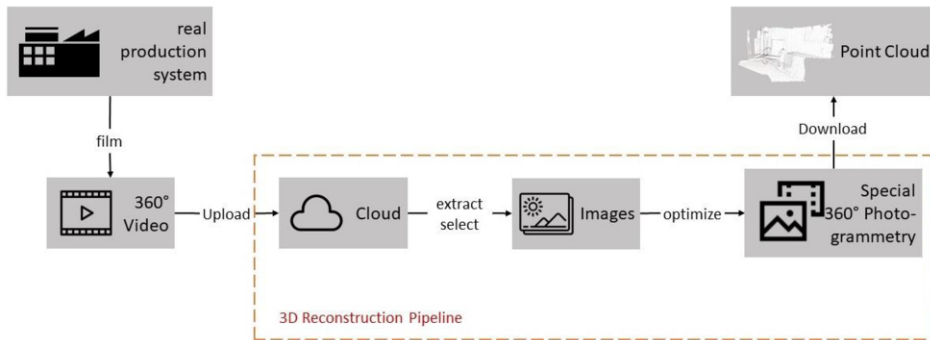 real
production
system
Point Cloud
film
Download
360°
Video
Upload
Cloud
extract
select
Images
optimize
Special
360° Photo-
grammetry
3D Reconstruction Pipeline